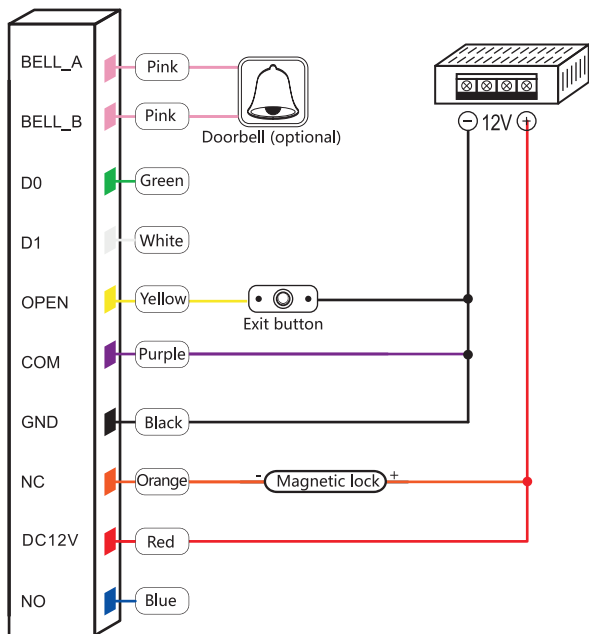 BELL_A Pink
BELL_B Pink
Doorbell (optional)
- 12V +
D0 Green
D1 White
OPEN Yellow
Exit button
COM Purple
GND Black
NC Orange - Magnetic lock +
DC12V Red
NO Blue